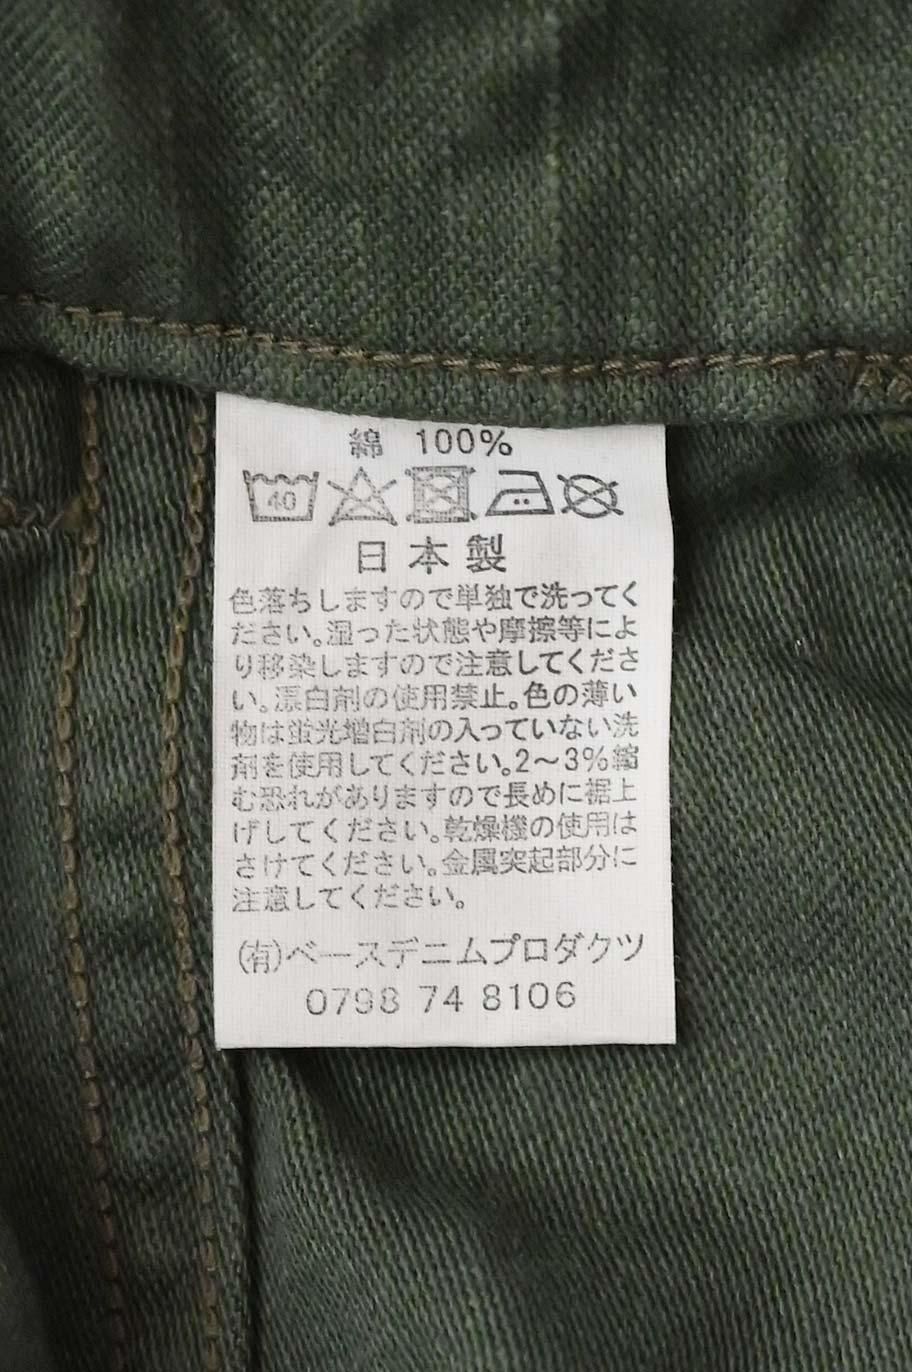 綿 100%
40
日本製
色落ちしますので単独で洗ってく
ださい。湿った状態や摩擦等によ
り移染しますので注意してくださ
い。漂白剤の使用禁止。色の薄い
物は蛍光増白剤の入っていない洗
剤を使用してください。2〜3%縮
む恐れがありますので長めに裾上
げしてください。乾燥機の使用は
さけてください。金属突起部分に
注意してください。
(有)ベースデニムプロダクツ
0798 74 8106